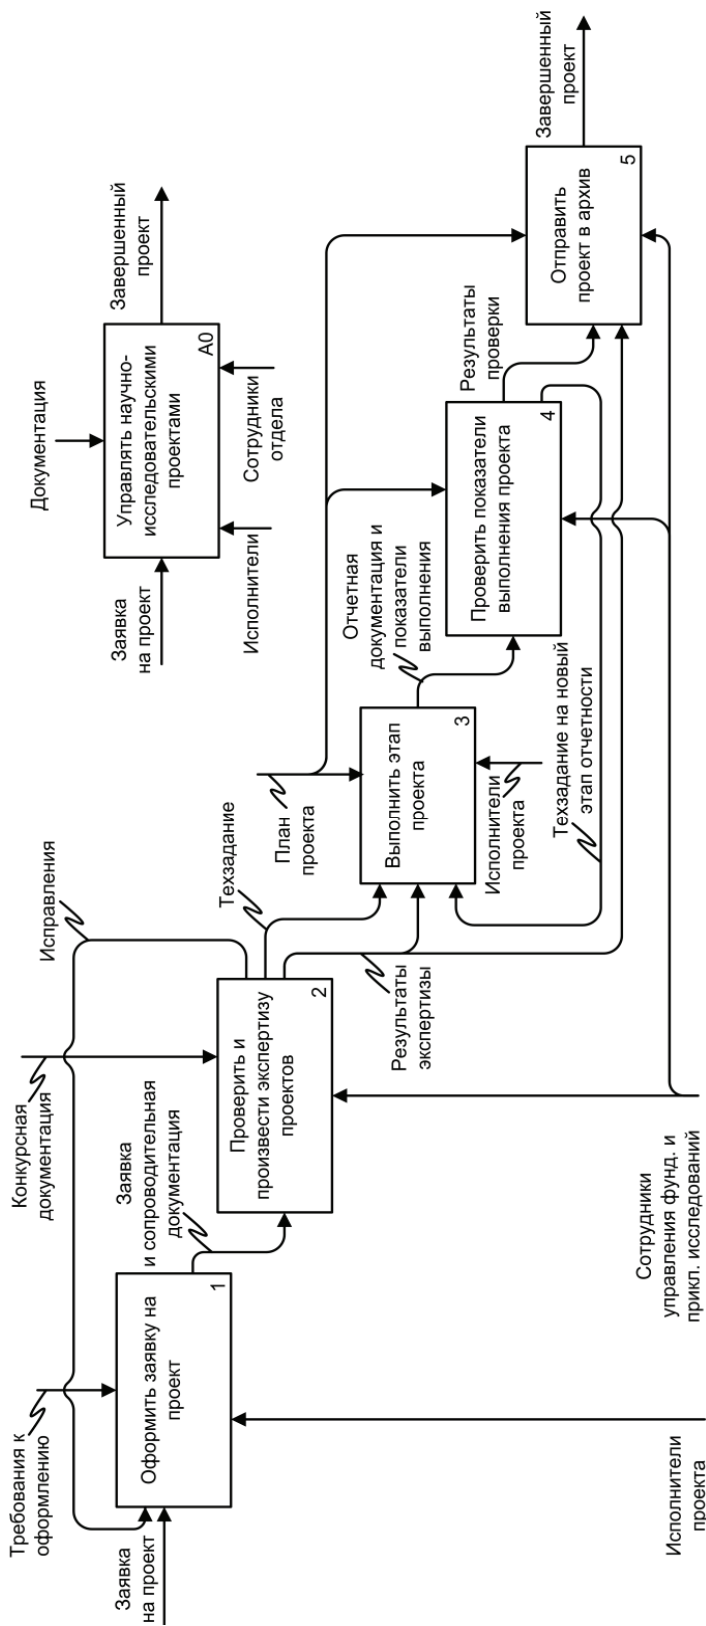 Документация
Заявка
на проект
Управлять научно-
исследовательскими
проектами
А0
Завершенный
проект
Исполнители
Сотрудники
отдела
Требования к
оформлению
Конкурсная
документация
Исправления
Заявка
на проект
Оформить заявку на
проект
1
Заявка
и сопроводительная
документация
Проверить и
произвести экспертизу
проектов
2
Техзадание
Результаты
экспертизы
План
проекта
Выполнить этап
проекта
3
Исполнители
проекта
Отчетная
документация и
показатели
выполнения
Проверить показатели
выполнения проекта
4
Техзадание на новый
этап отчетности
Результаты
проверки
Отправить
проект в архив
5
Завершенный
проект
Исполнители
проекта
Сотрудники
управления фунд. и
прикл. исследований